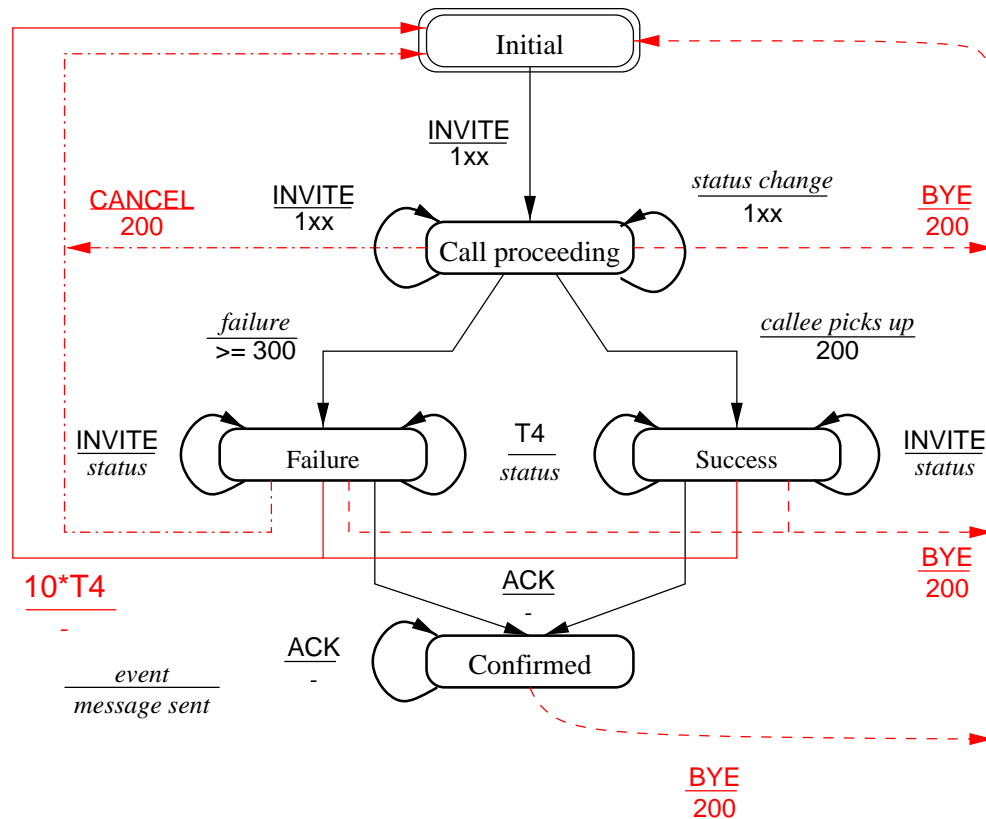 Initial
INVITE
1xx
CANCEL
200
INVITE
1xx
status change
1xx
BYE
200
Call proceeding
failure
>= 300
callee picks up
200
INVITE
status
Failure
T4
status
Success
INVITE
status
10*T4
-
ACK
-
BYE
200
ACK
-
Confirmed
event
message sent
BYE
200